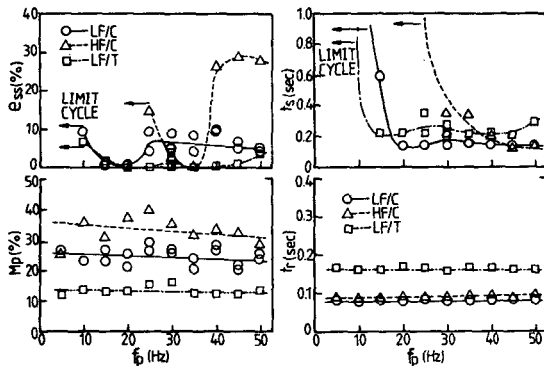 40
30
20
10
0
ess(%)
LF/C
HF/C
LF/T
LIMIT
CYCLE
1.0
0.8
0.6
0.4
0.2
0
ts(sec)
LIMIT
CYCLE
50
40
30
20
10
0
Mp(%)
0 10 20 30 40 50
fp(Hz)
0.4
0.3
0.2
0.1
0
tr(sec)
LF/C
HF/C
LF/T
0 10 20 30 40 50
fp(Hz)